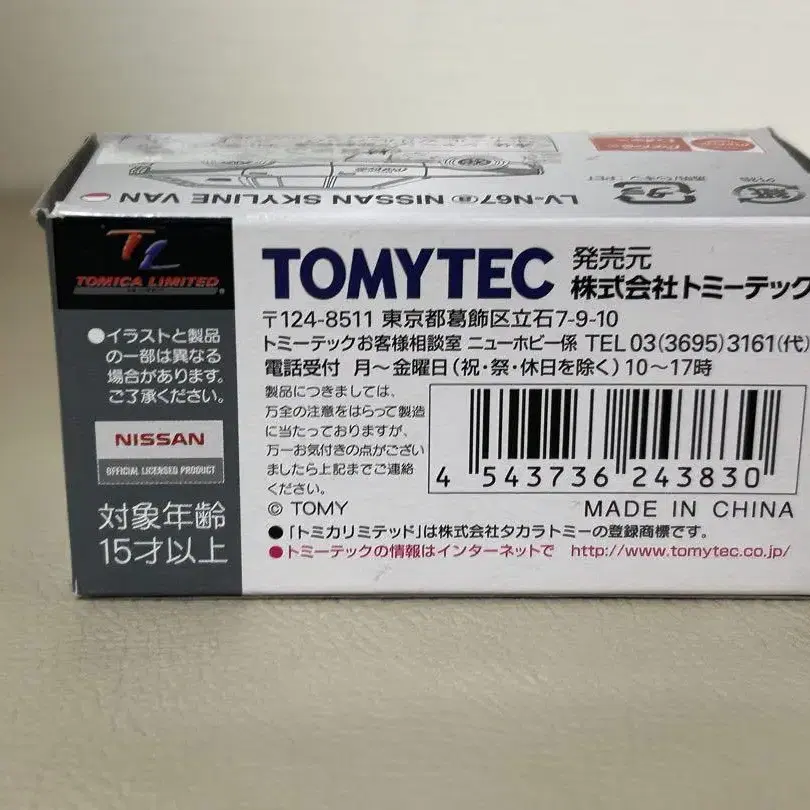 LV-N67ⓐ NISSAN SKYLINE VAN
PET
TOMICA LIMITED
TOMYTEC
発売元
株式会社トミーテック
〒124-8511 東京都葛飾区立石7-9-10
トミーテックお客様相談室 ニューホビー係 TEL 03(3695)3161(代)
電話受付 月～金曜日(祝・祭・休日を除く)10～17時
●イラストと製品
の一部は異なる
場合があります。
ご了承ください。
NISSAN
OFFICIAL LICENSED PRODUCT
対象年齢
15才以上
製品につきましては、
万全の注意をはらって製造
に当たっておりますが、
万一お気付きの点がござい
ましたら上記までご連絡
ください。
4 543736 243830
© TOMY
MADE IN CHINA
●「トミカリミテッド」は株式会社タカラトミーの登録商標です。
●トミーテックの情報はインターネットで http://www.tomytec.co.jp/